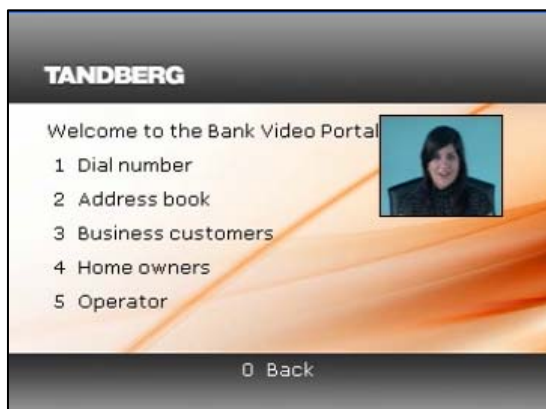 TANDBERG
Welcome to the Bank Video Portal
1 Dial number
2 Address book
3 Business customers
4 Home owners
5 Operator
0 Back